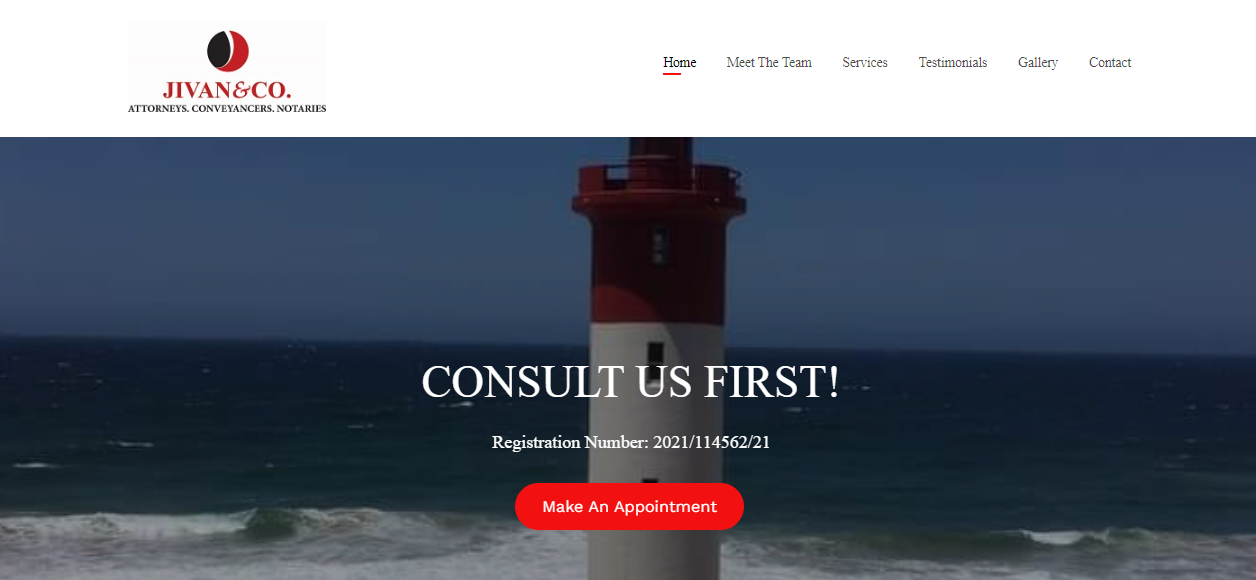 JIVAN&CO.
ATTORNEYS. CONVEYANCERS. NOTARIES
Home Meet The Team Services Testimonials Gallery Contact
CONSULT US FIRST!
Registration Number: 2021/114562/21
Make An Appointment